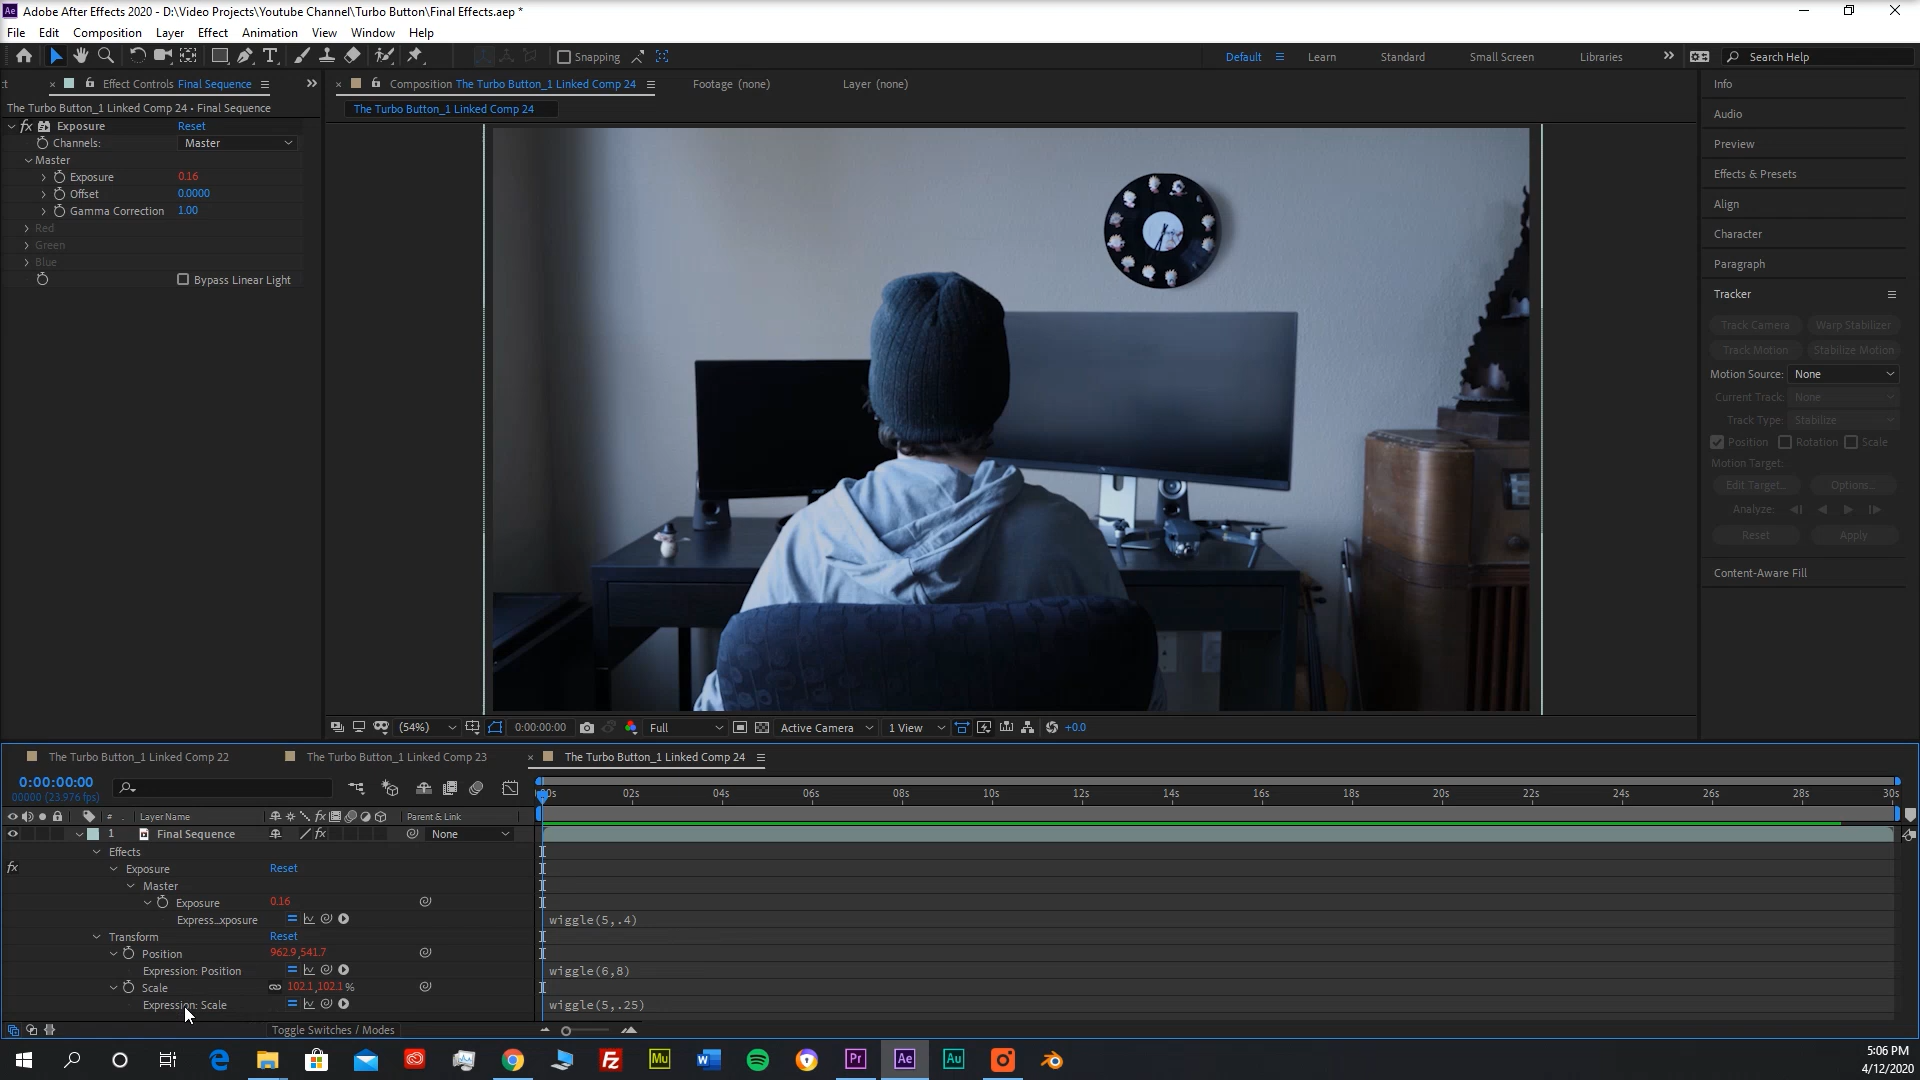 Adobe After Effects 2020 - D:\Video Projects\Youtube Channel\Turbo Button\Final Effects.aep *
File Edit Composition Layer Effect Animation View Window Help
Snapping Default Learn Standard Small Screen Libraries Search Help
Effect Controls Final Sequence Composition The Turbo Button_1 Linked Comp 24 Footage (none) Layer (none) Info
The Turbo Button_1 Linked Comp 24 • Final Sequence The Turbo Button_1 Linked Comp 24
Audio
fx Exposure Reset
Channels: Master Preview
Master
Exposure 0.16 Effects & Presets
Offset 0.0000
Gamma Correction 1.00 Align
Red
Character
Green
Blue Paragraph
Bypass Linear Light
Tracker
Track Camera Warp Stabilizer
Track Motion Stabilize Motion
Motion Source: None
Current Track: None
Track Type: Stabilize
Position Rotation Scale
Motion Target:
Edit Target... Options...
Analyze:
Reset Apply
Content-Aware Fill
(54%) 0:00:00:00 Full Active Camera 1 View +0.0
The Turbo Button_1 Linked Comp 22 The Turbo Button_1 Linked Comp 23 The Turbo Button_1 Linked Comp 24
0:00:00:00
00000 (23.976 fps)
00s 02s 04s 06s 08s 10s 12s 14s 16s 18s 20s 22s 24s 26s 28s 30s
# . Layer Name fx Parent & Link
1 Final Sequence fx None
Effects
fx Exposure Reset
Master
Exposure 0.16
Express...xposure wiggle(5,.4)
Transform Reset
Position 962.9,541.7
Expression: Position wiggle(6,8)
Scale 102.1,102.1%
Expression: Scale wiggle(5,.25)
Toggle Switches / Modes
Mu Pr Ae Au
5:06 PM
4/12/2020